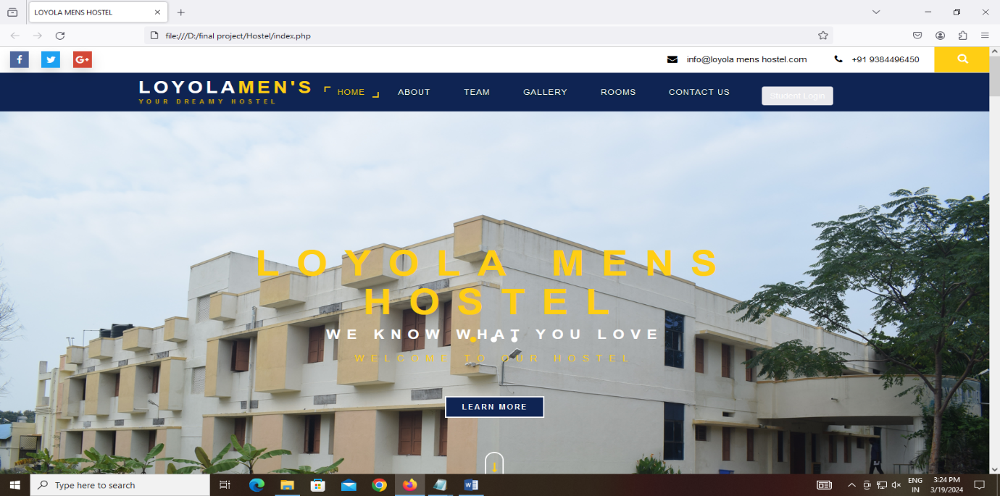 LOYOLA MENS HOSTEL
file:///D:/final project/Hostel/index.php
info@loyola mens hostel.com
+91 9384496450
LOYOLAMEN'S
YOUR DREAMY HOSTEL
HOME
ABOUT
TEAM
GALLERY
ROOMS
CONTACT US
Student Login
LOYOLA MENS
HOSTEL
WE KNOW WHAT YOU LOVE
WELCOME TO OUR HOSTEL
LEARN MORE
Type here to search
ENG
IN
3:24 PM
3/19/2024